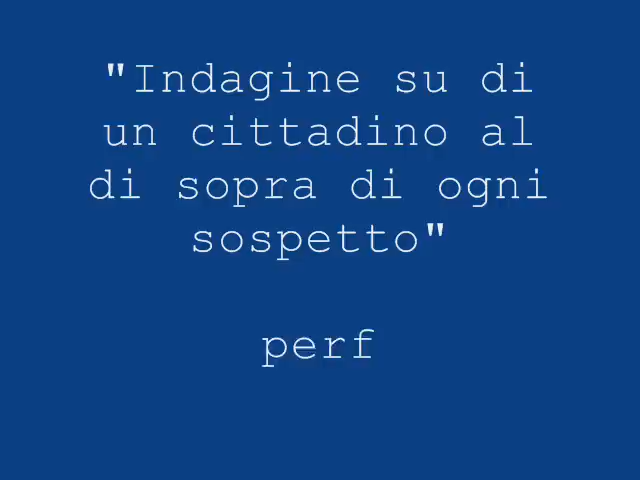 "Indagine su di
un cittadino al
di sopra di ogni
sospetto"
perf